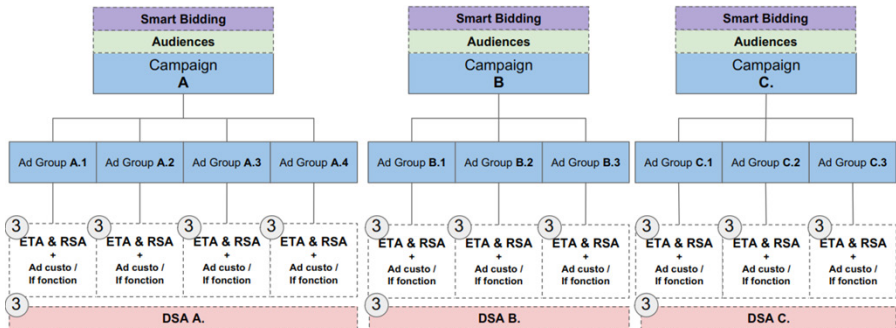 Smart Bidding
Audiences
Campaign
A
Ad Group A.1
Ad Group A.2
Ad Group A.3
Ad Group A.4
3
ETA & RSA
+
Ad custo /
If fonction
3
ETA & RSA
+
Ad custo /
If fonction
3
ETA & RSA
+
Ad custo /
If fonction
3
ETA & RSA
+
Ad custo /
If fonction
3
DSA A.
Smart Bidding
Audiences
Campaign
B
Ad Group B.1
Ad Group B.2
Ad Group B.3
3
ETA & RSA
+
Ad custo /
If fonction
3
ETA & RSA
+
Ad custo /
If fonction
3
ETA & RSA
+
Ad custo /
If fonction
3
DSA B.
Smart Bidding
Audiences
Campaign
C.
Ad Group C.1
Ad Group C.2
Ad Group C.3
3
ETA & RSA
+
Ad custo /
If fonction
3
ETA & RSA
+
Ad custo /
If fonction
3
ETA & RSA
+
Ad custo /
If fonction
3
DSA C.